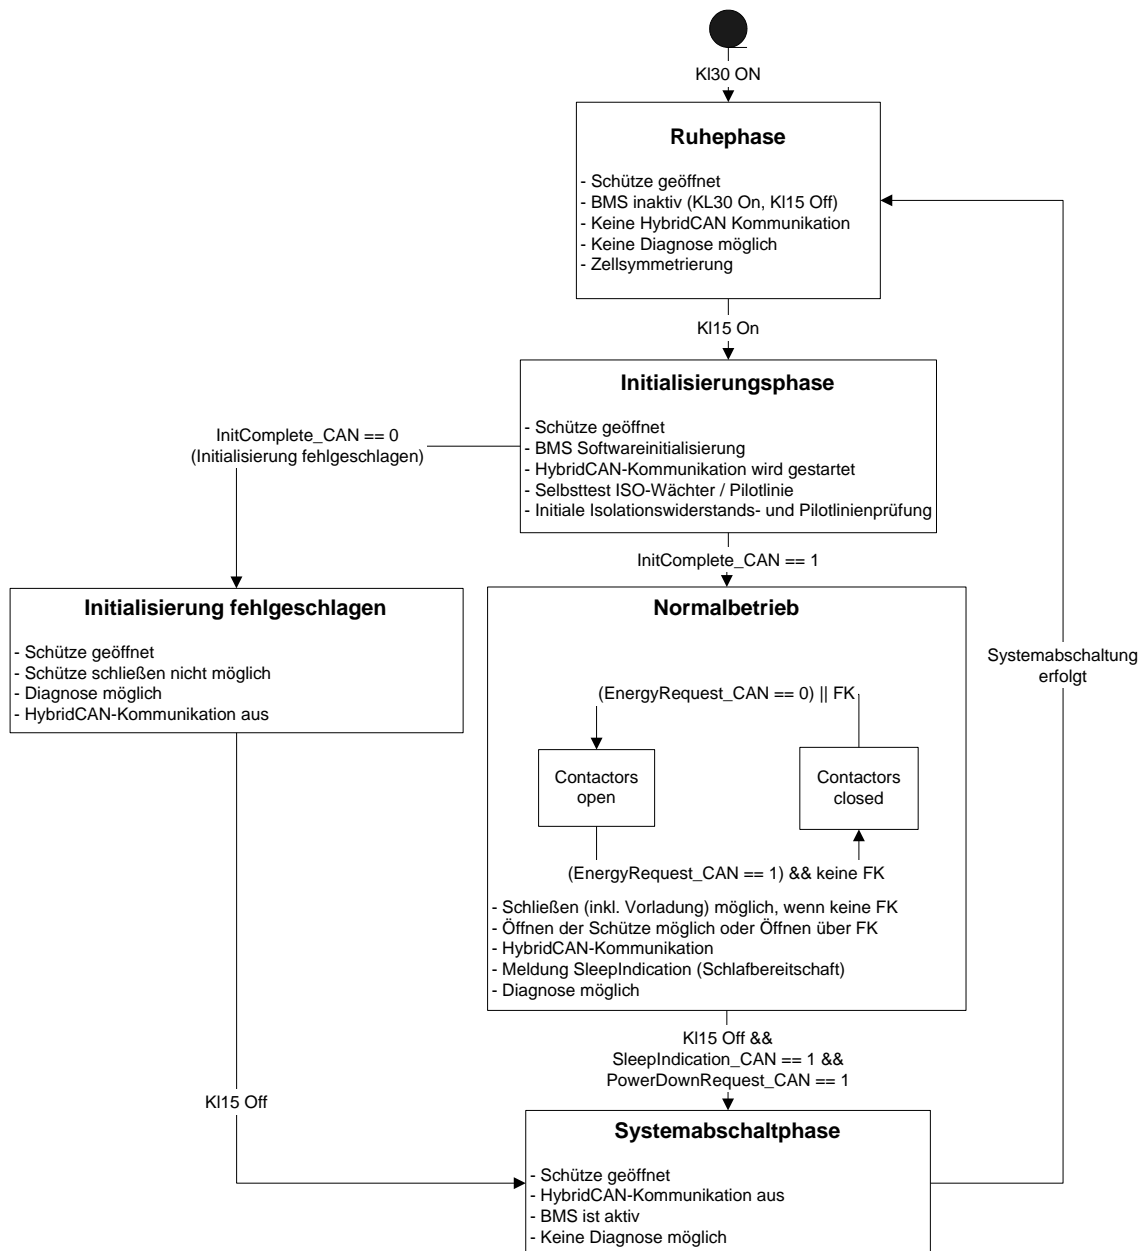 Kl30 ON
Ruhephase
- Schütze geöffnet
- BMS inaktiv (KL30 On, Kl15 Off)
- Keine HybridCAN Kommunikation
- Keine Diagnose möglich
- Zellsymmetrierung
Kl15 On
Initialisierungsphase
- Schütze geöffnet
- BMS Softwareinitialisierung
- HybridCAN-Kommunikation wird gestartet
- Selbsttest ISO-Wächter / Pilotlinie
- Initiale Isolationswiderstands- und Pilotlinienprüfung
InitComplete_CAN == 0
(Initialisierung fehlgeschlagen)
InitComplete_CAN == 1
Initialisierung fehlgeschlagen
- Schütze geöffnet
- Schütze schließen nicht möglich
- Diagnose möglich
- HybridCAN-Kommunikation aus
Normalbetrieb
(EnergyRequest_CAN == 0) || FK
Contactors
open
Contactors
closed
(EnergyRequest_CAN == 1) && keine FK
- Schließen (inkl. Vorladung) möglich, wenn keine FK
- Öffnen der Schütze möglich oder Öffnen über FK
- HybridCAN-Kommunikation
- Meldung SleepIndication (Schlafbereitschaft)
- Diagnose möglich
Systemabschaltung
erfolgt
Kl15 Off &&
SleepIndication_CAN == 1 &&
PowerDownRequest_CAN == 1
Kl15 Off
Systemabschaltphase
- Schütze geöffnet
- HybridCAN-Kommunikation aus
- BMS ist aktiv
- Keine Diagnose möglich